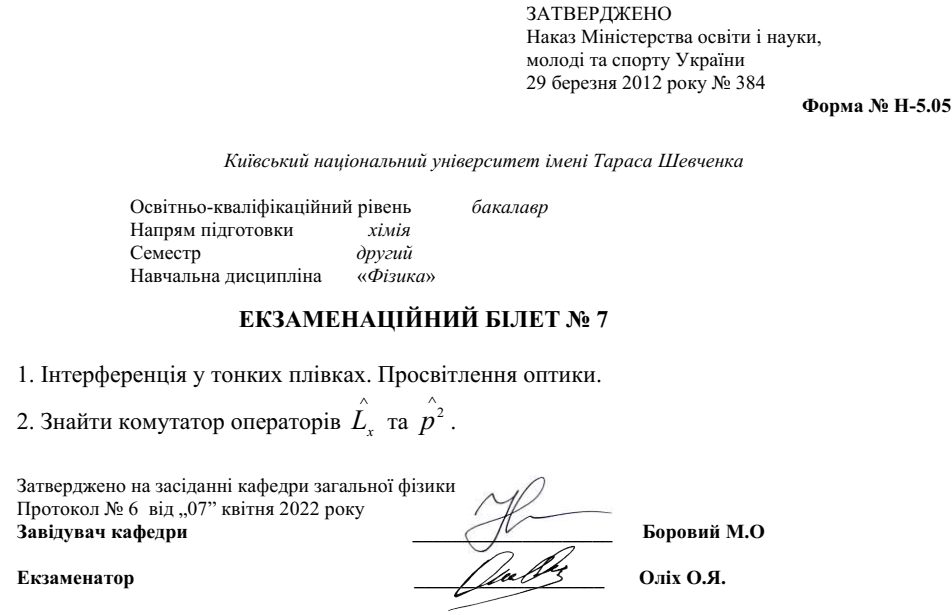 ЗАТВЕРДЖЕНО
Наказ Міністерства освіти і науки,
молоді та спорту України
29 березня 2012 року № 384
Форма № Н-5.05
Київський національний університет імені Тараса Шевченка
Освітньо-кваліфікаційний рівень бакалавр
Напрям підготовки хімія
Семестр другий
Навчальна дисципліна «Фізика»
ЕКЗАМЕНАЦІЙНИЙ БІЛЕТ № 7
1. Інтерференція у тонких плівках. Просвітлення оптики.
2. Знайти комутатор операторів L̂ₓ та p̂².
Затверджено на засіданні кафедри загальної фізики
Протокол № 6 від „07” квітня 2022 року
Завідувач кафедри Боровий М.О
Екзаменатор Оліх О.Я.